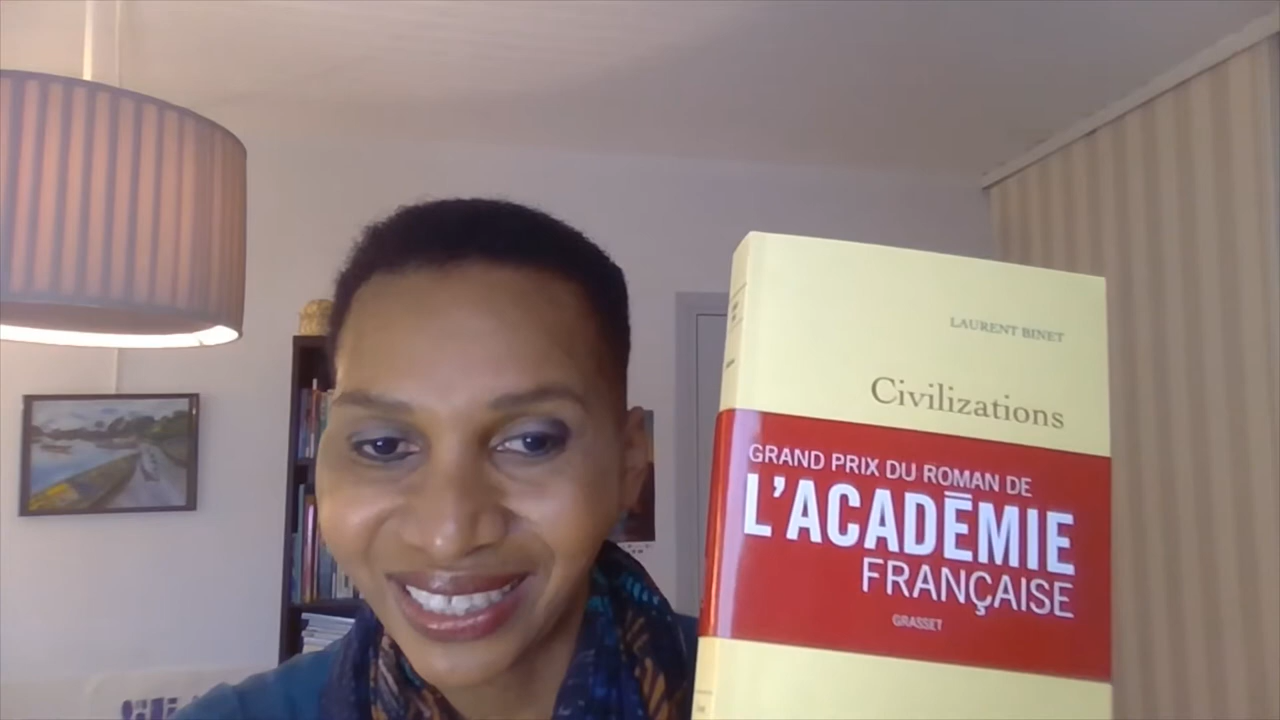 LAURENT BINET
Civilizations
GRAND PRIX DU ROMAN DE
L'ACADÉMIE
FRANÇAISE
GRASSET